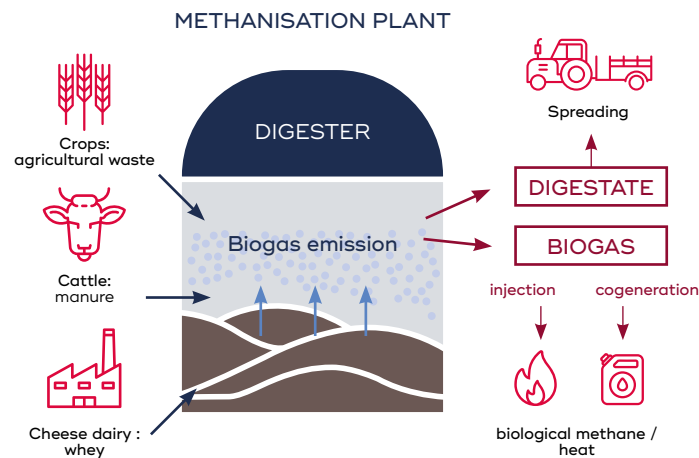 METHANISATION PLANT
Crops:
agricultural waste
Cattle:
manure
Cheese dairy :
whey
DIGESTER
Biogas emission
Spreading
DIGESTATE
BIOGAS
injection
cogeneration
biological methane /
heat